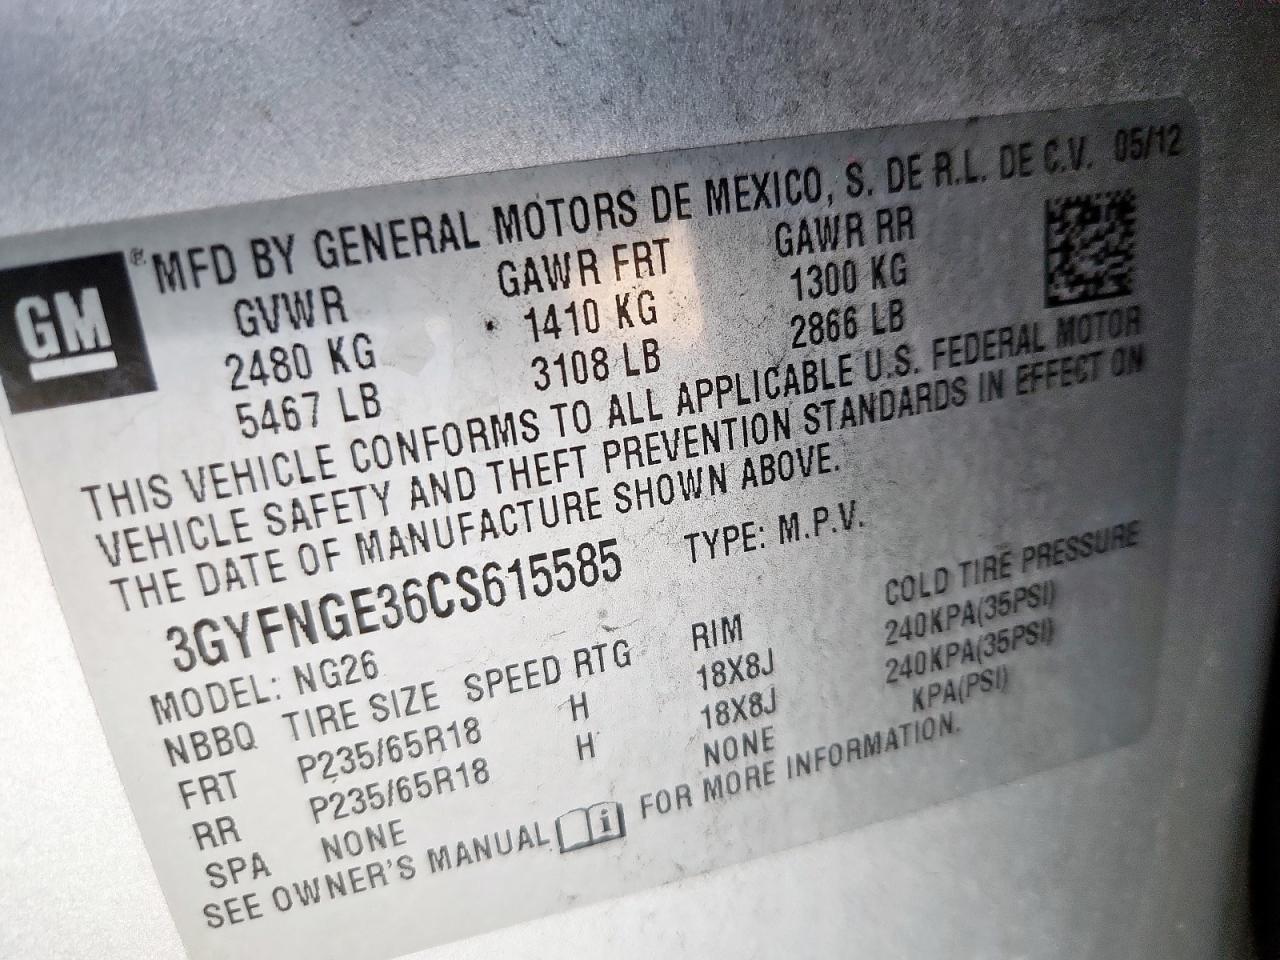 GM
® MFD BY GENERAL MOTORS DE MEXICO, S. DE R.L. DE C.V. 05/12
GVWR GAWR FRT GAWR RR
2480 KG 1410 KG 1300 KG
5467 LB 3108 LB 2866 LB
THIS VEHICLE CONFORMS TO ALL APPLICABLE U.S. FEDERAL MOTOR
VEHICLE SAFETY AND THEFT PREVENTION STANDARDS IN EFFECT ON
THE DATE OF MANUFACTURE SHOWN ABOVE.
3GYFNGE36CS615585 TYPE: M.P.V.
MODEL: NG26
NBBQ TIRE SIZE SPEED RTG RIM COLD TIRE PRESSURE
FRT P235/65R18 H 18X8J 240KPA(35PSI)
RR P235/65R18 H 18X8J 240KPA(35PSI)
SPA NONE NONE KPA(PSI)
SEE OWNER'S MANUAL i FOR MORE INFORMATION.